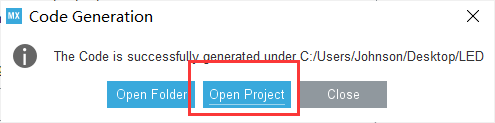 MX Code Generation
The Code is successfully generated under C:/Users/Johnson/Desktop/LED
Open Folder Open Project Close